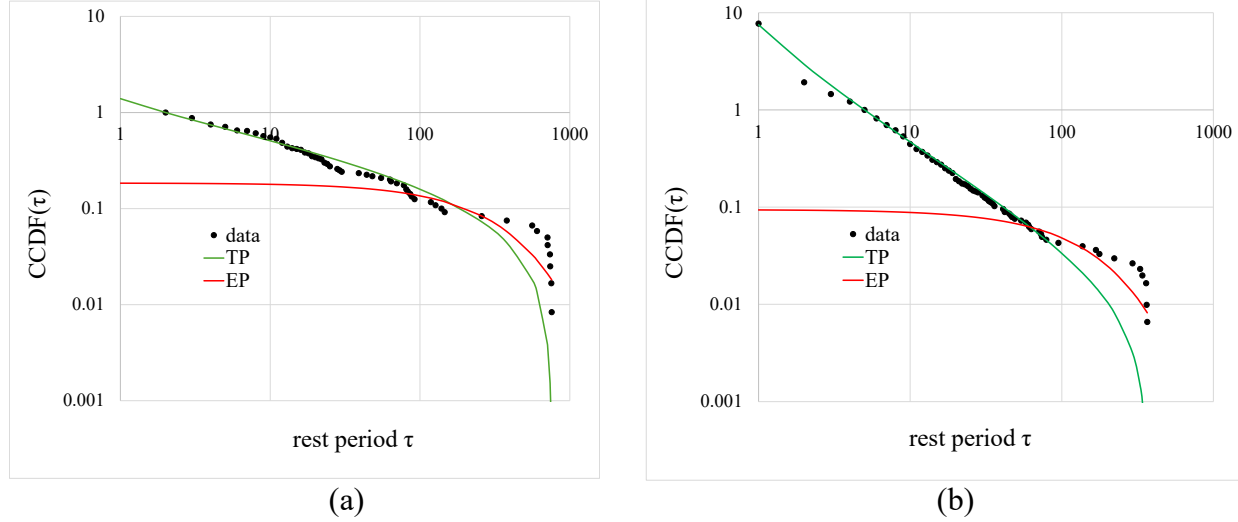 10
1
0.1
0.01
0.001
1
10
100
1000
CCDF(τ)
data
TP
EP
rest period τ
(a)
10
1
0.1
0.01
0.001
1
10
100
1000
CCDF(τ)
data
TP
EP
rest period τ
(b)